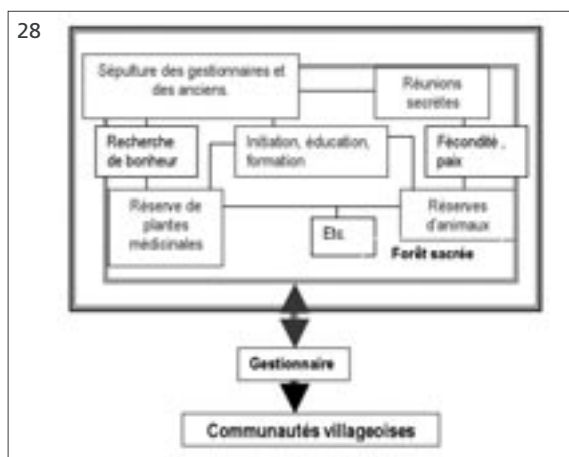 28
Sépulture des gestionnaires et
des anciens.
Réunions
secrètes
Recherche
de bonheur
Initiation, éducation,
formation
Fécondité ,
paix
Réserve de
plantes
médicinales
Réserves
d'animaux
Etc
Forêt sacrée
Gestionnaire
Communautés villageoises